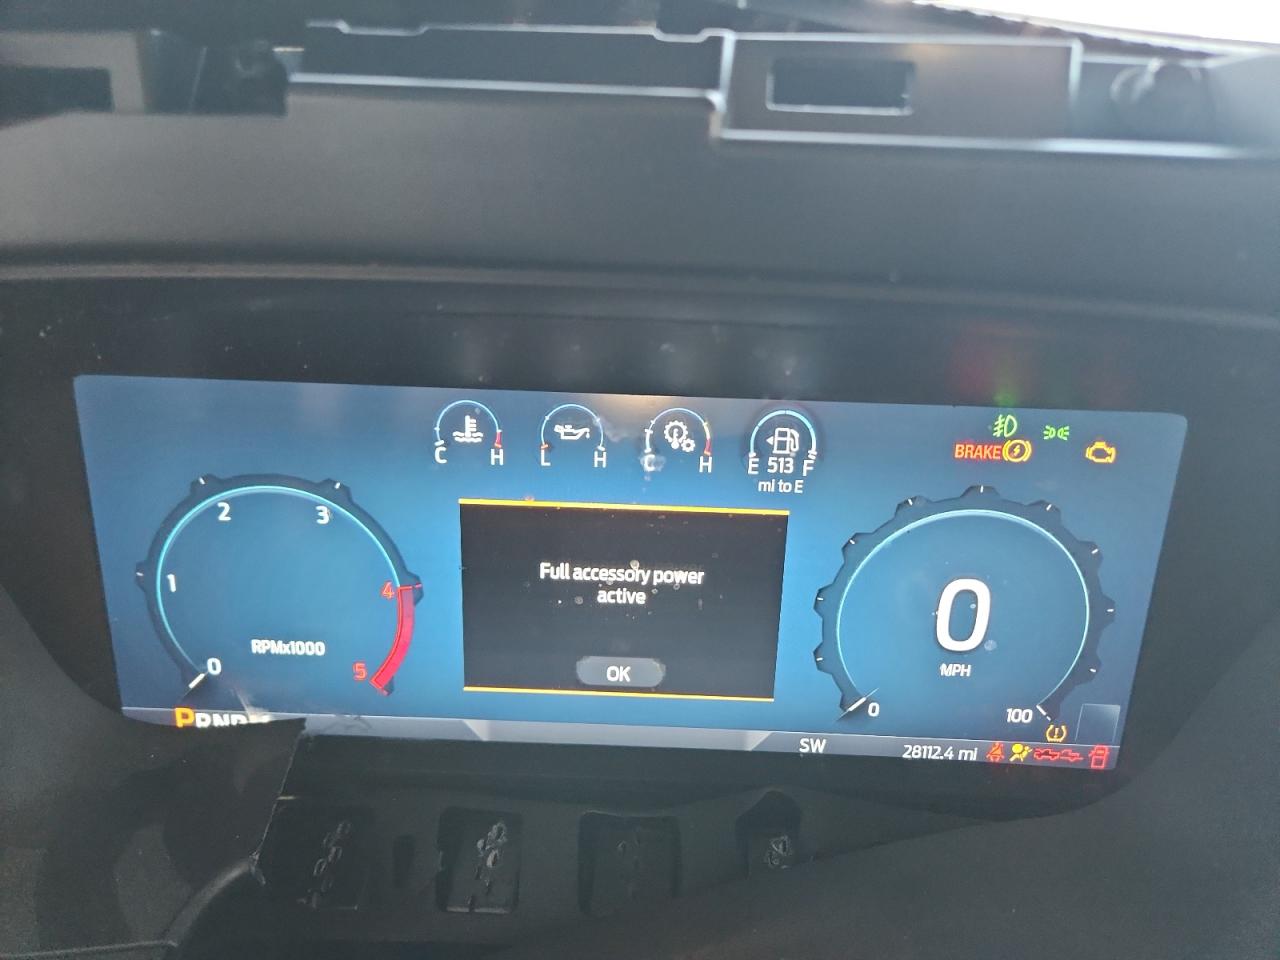 C H
L H
C H
E 513 F
mi to E
BRAKE
2 3
1 4
RPMx1000
0 5
Full accessory power
active
OK
0
MPH
0 100
PRND
SW
28112.4 mi